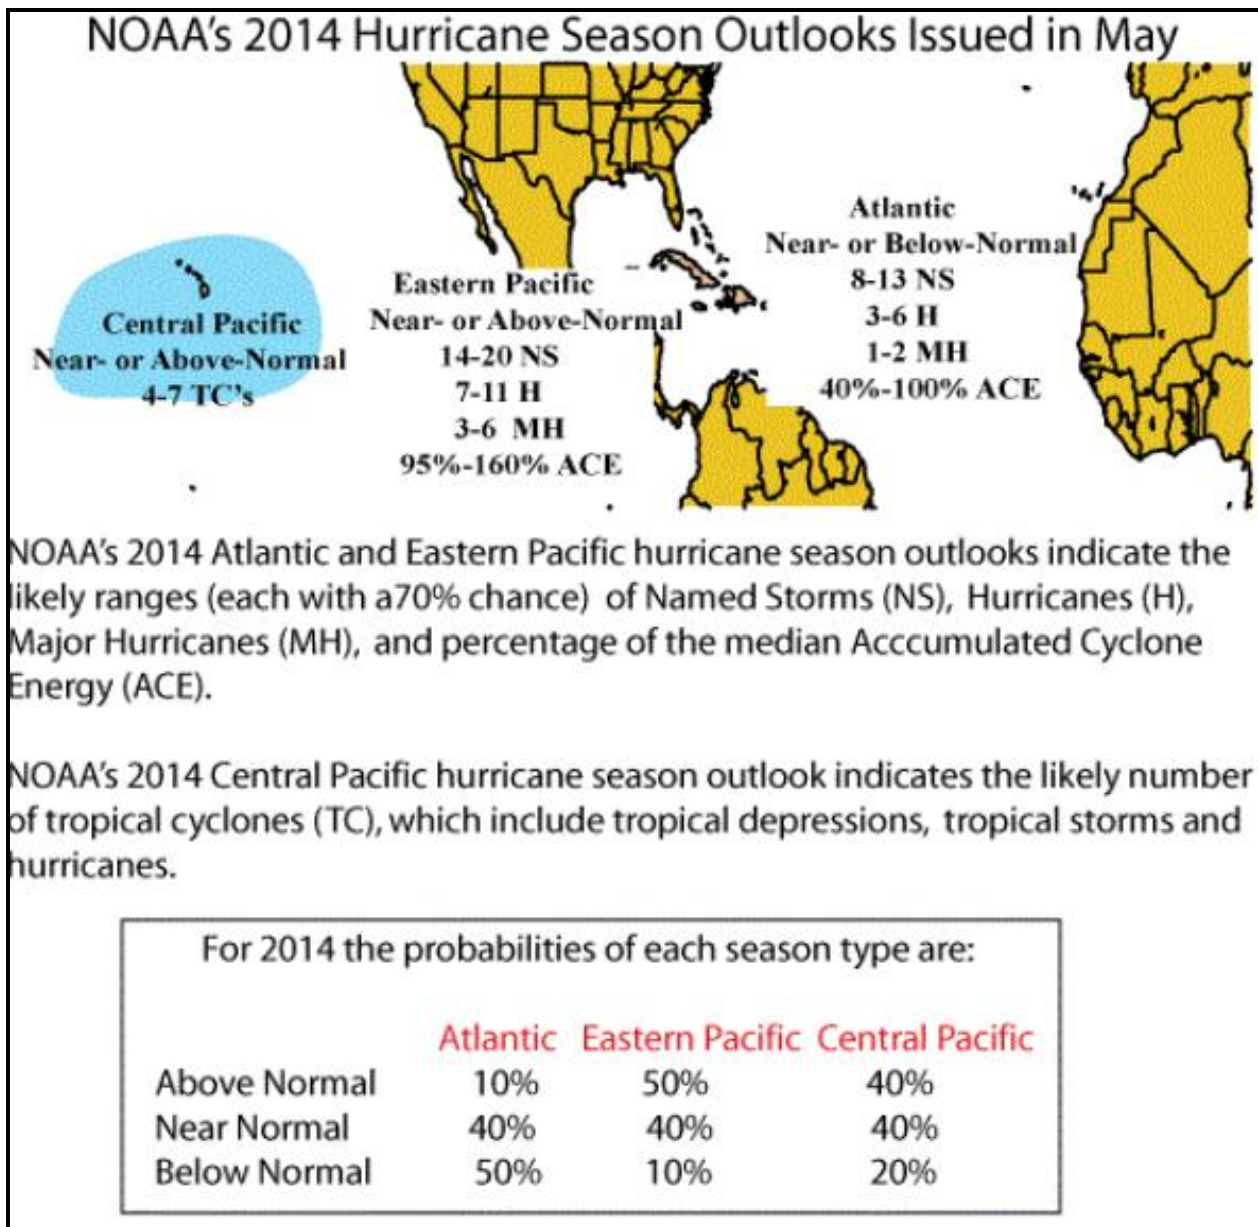 NOAA's 2014 Hurricane Season Outlooks Issued in May
Central Pacific
Near- or Above-Normal
4-7 TC's
Eastern Pacific
Near- or Above-Normal
14-20 NS
7-11 H
3-6 MH
95%-160% ACE
Atlantic
Near- or Below-Normal
8-13 NS
3-6 H
1-2 MH
40%-100% ACE
NOAA's 2014 Atlantic and Eastern Pacific hurricane season outlooks indicate the
likely ranges (each with a70% chance) of Named Storms (NS), Hurricanes (H),
Major Hurricanes (MH), and percentage of the median Acccumulated Cyclone
Energy (ACE).
NOAA's 2014 Central Pacific hurricane season outlook indicates the likely number
of tropical cyclones (TC), which include tropical depressions, tropical storms and
hurricanes.
For 2014 the probabilities of each season type are:
Atlantic Eastern Pacific Central Pacific
Above Normal 10% 50% 40%
Near Normal 40% 40% 40%
Below Normal 50% 10% 20%